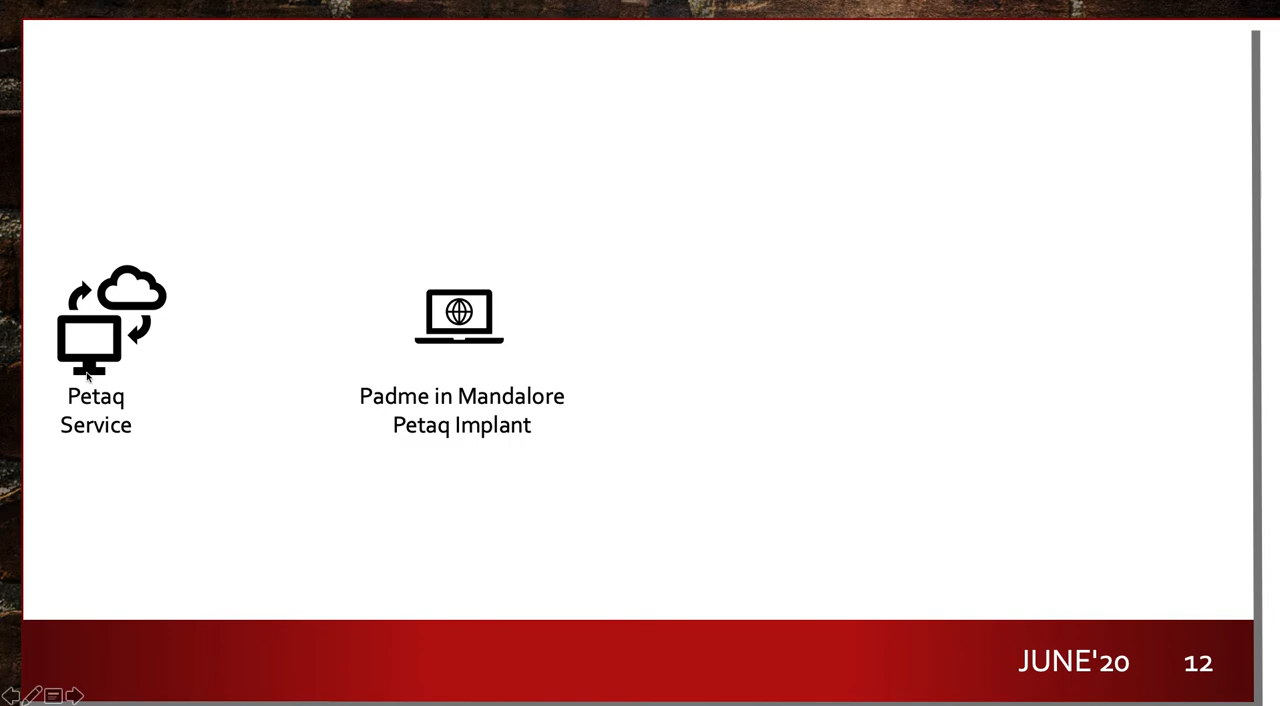 Petaq
Service
Padme in Mandalore
Petaq Implant
JUNE'20
12